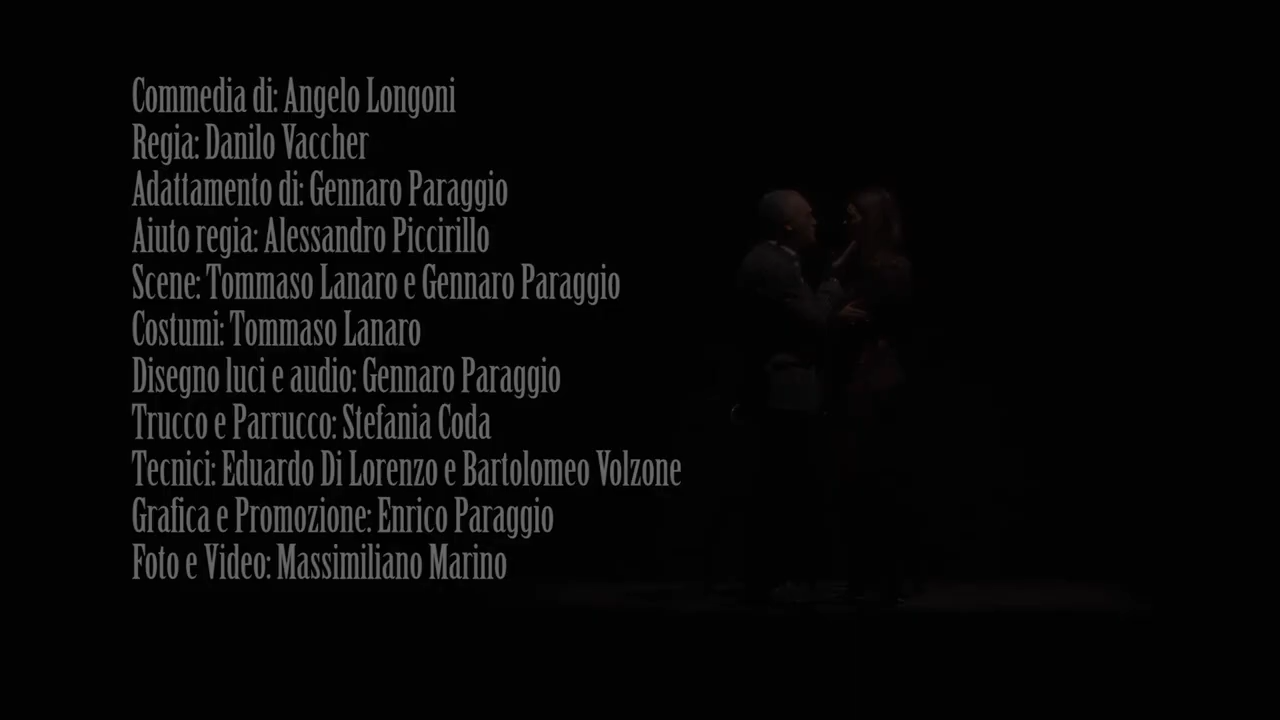 Commedia di: Angelo Longoni
Regia: Danilo Vaccher
Adattamento di: Gennaro Paraggio
Aiuto regia: Alessandro Piccirillo
Scene: Tommaso Lanaro e Gennaro Paraggio
Costumi: Tommaso Lanaro
Disegno luci e audio: Gennaro Paraggio
Trucco e Parrucco: Stefania Coda
Tecnici: Eduardo Di Lorenzo e Bartolomeo Volzone
Grafica e Promozione: Enrico Paraggio
Foto e Video: Massimiliano Marino